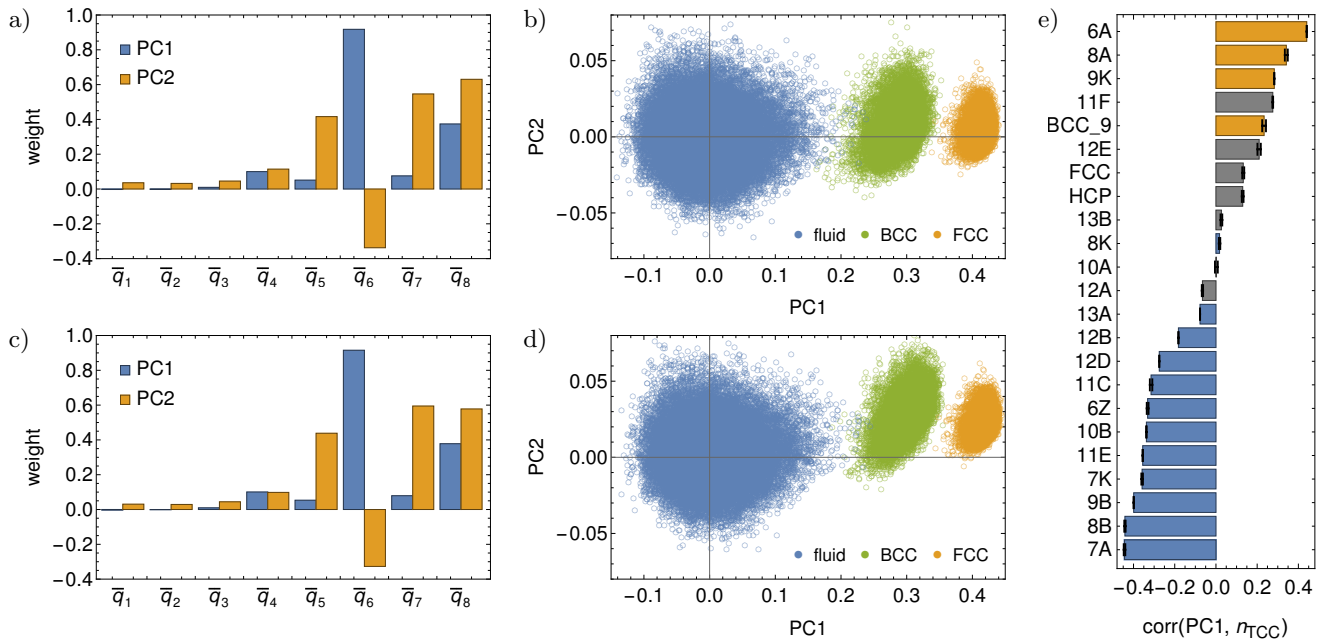 a)
1.0
0.8
0.6
0.4
0.2
0.0
−0.2
−0.4
weight
PC1
PC2
q̅1 q̅2 q̅3 q̅4 q̅5 q̅6 q̅7 q̅8
b)
0.05
0.00
−0.05
PC2
fluid BCC FCC
−0.1 0.0 0.1 0.2 0.3 0.4
PC1
c)
1.0
0.8
0.6
0.4
0.2
0.0
−0.2
−0.4
weight
PC1
PC2
q̅1 q̅2 q̅3 q̅4 q̅5 q̅6 q̅7 q̅8
d)
0.05
0.00
−0.05
PC2
fluid BCC FCC
−0.1 0.0 0.1 0.2 0.3 0.4
PC1
e)
6A
8A
9K
11F
BCC_9
12E
FCC
HCP
13B
8K
10A
12A
13A
12B
12D
11C
6Z
10B
11E
7K
9B
8B
7A
−0.4 −0.2 0.0 0.2 0.4
corr(PC1, nTCC)